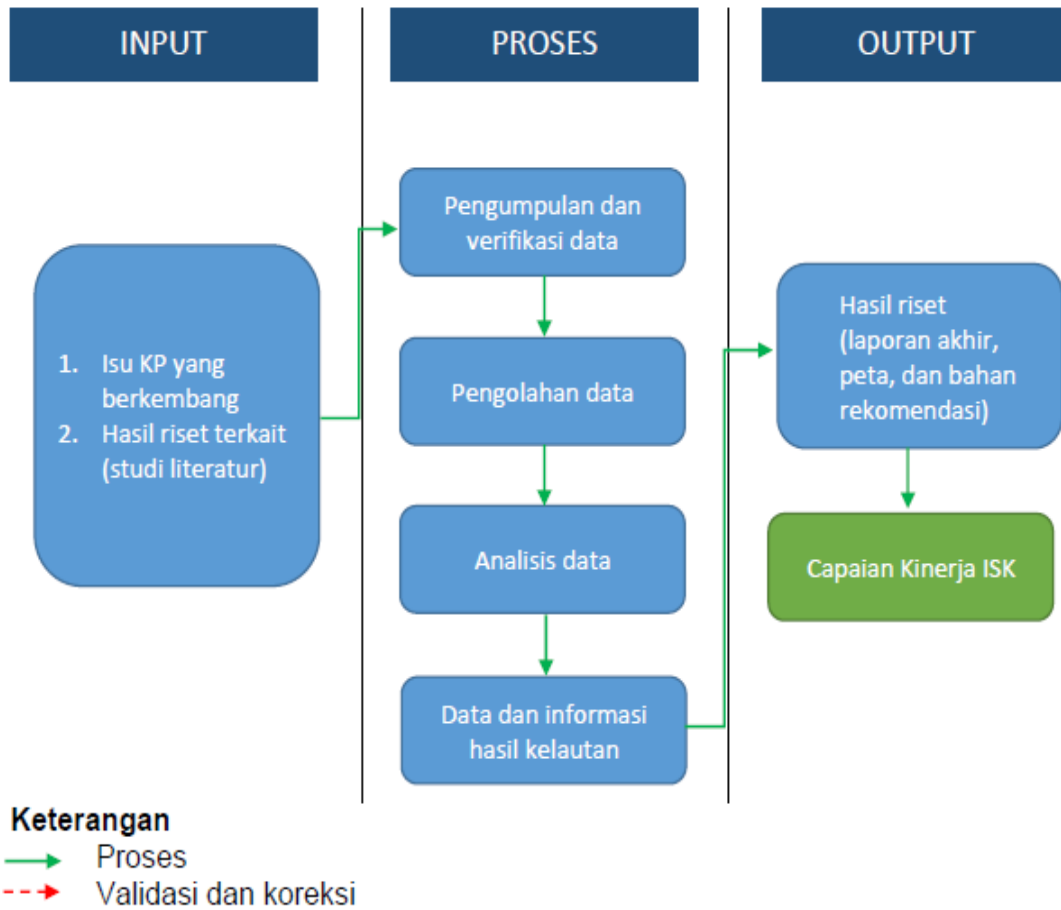 INPUT
PROSES
OUTPUT
1. Isu KP yang
berkembang
2. Hasil riset terkait
(studi literatur)
Pengumpulan dan
verifikasi data
Pengolahan data
Analisis data
Data dan informasi
hasil kelautan
Hasil riset
(laporan akhir,
peta, dan bahan
rekomendasi)
Capaian Kinerja ISK
Keterangan
Proses
Validasi dan koreksi